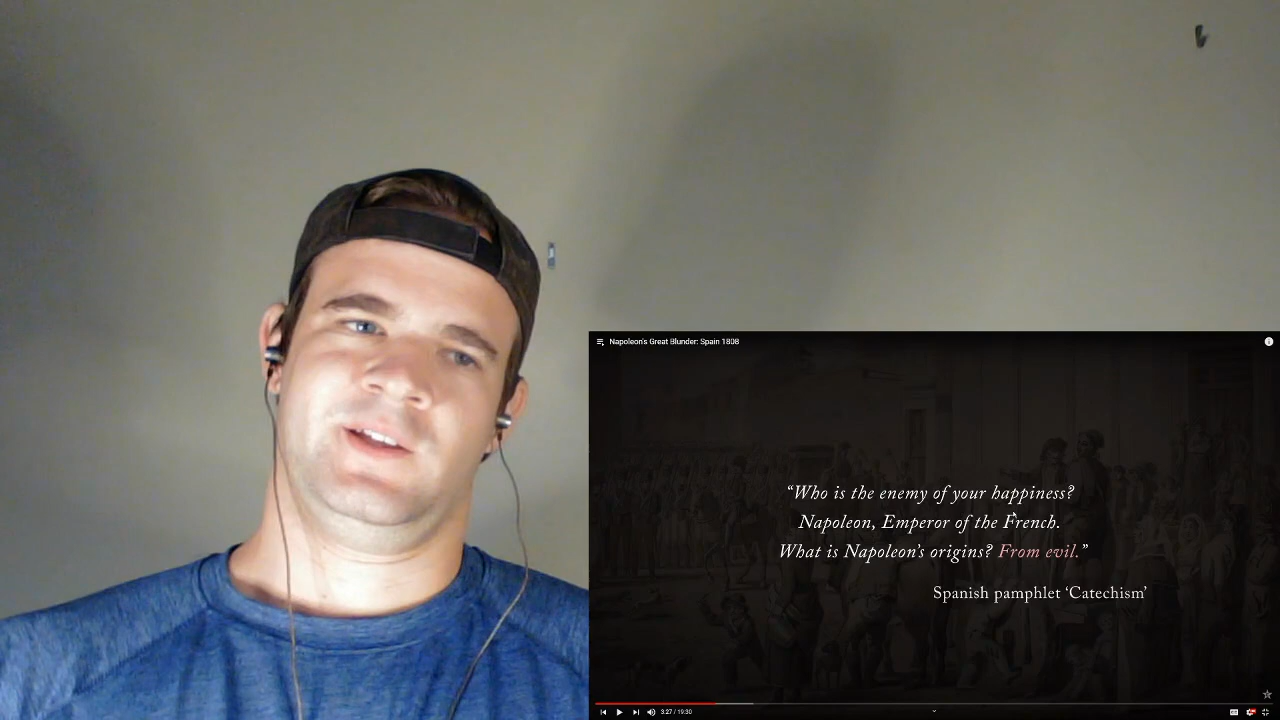 Napoleon's Great Blunder: Spain 1808
“Who is the enemy of your happiness?
Napoleon, Emperor of the French.
What is Napoleon’s origins? From evil.”
Spanish pamphlet ‘Catechism’
3:27 / 19:30